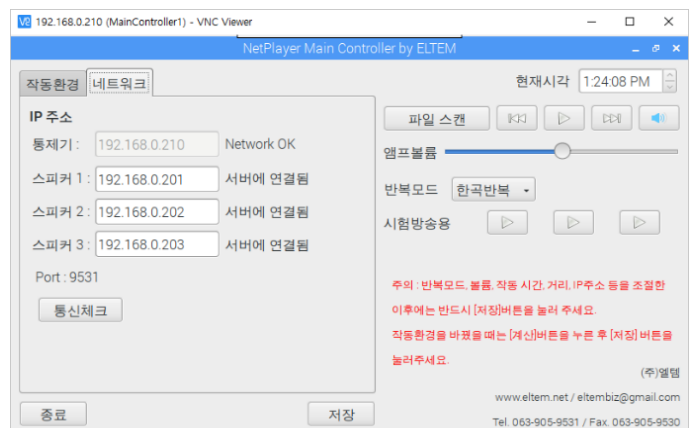 192.168.0.210 (MainController1) - VNC Viewer
NetPlayer Main Controller by ELTEM
작동환경 네트워크
IP 주소
통제기 : 192.168.0.210 Network OK
스피커 1 : 192.168.0.201 서버에 연결됨
스피커 2 : 192.168.0.202 서버에 연결됨
스피커 3 : 192.168.0.203 서버에 연결됨
Port : 9531
통신체크
종료 저장
현재시각 1:24:08 PM
파일 스캔
앰프볼륨
반복모드 한곡반복
시험방송용
주의 : 반복모드, 볼륨, 작동 시간, 거리, IP주소 등을 조절한
이후에는 반드시 [저장]버튼을 눌러 주세요.
작동환경을 바꿨을 때는 [계산]버튼을 누른 후 [저장] 버튼을
눌러주세요.
(주)엘템
www.eltem.net / eltembiz@gmail.com
Tel. 063-905-9531 / Fax. 063-905-9530